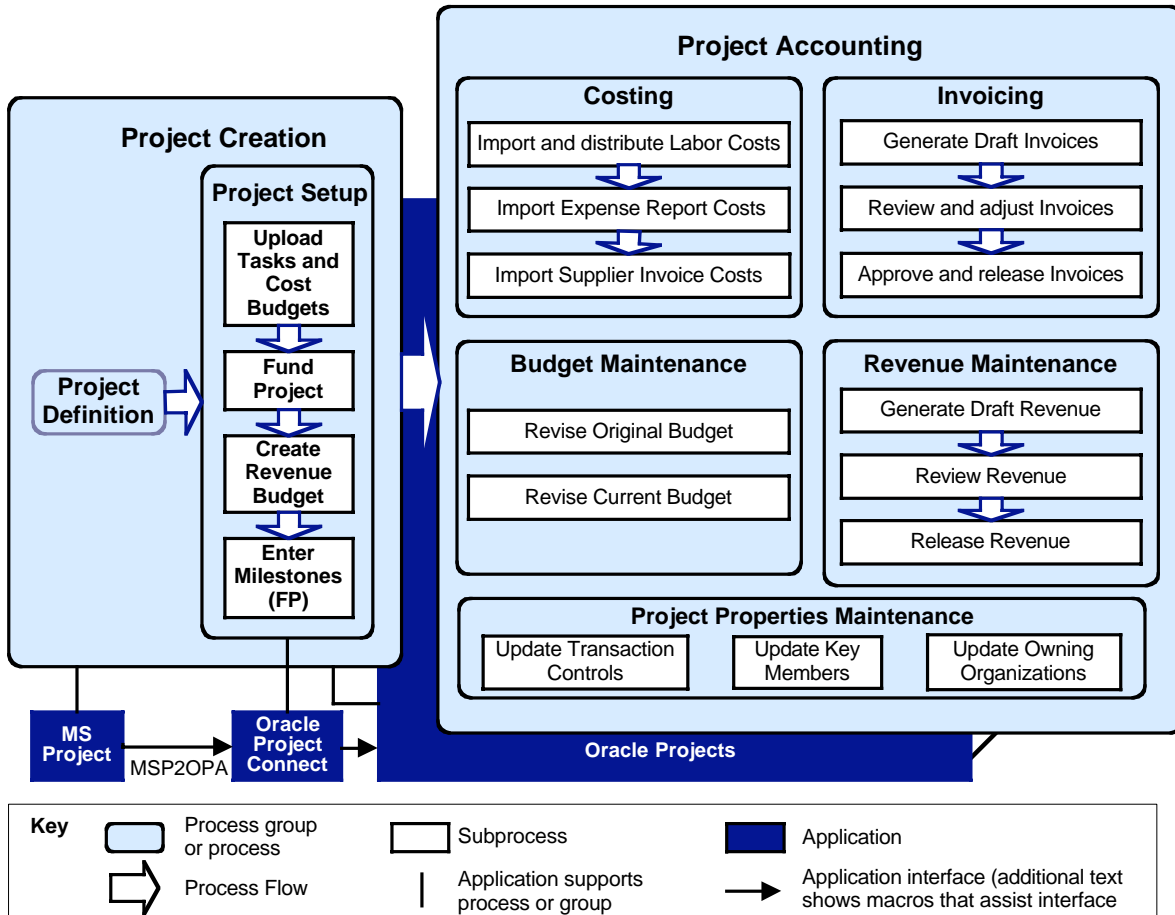 Project Accounting
Costing
Import and distribute Labor Costs
Import Expense Report Costs
Import Supplier Invoice Costs
Invoicing
Generate Draft Invoices
Review and adjust Invoices
Approve and release Invoices
Project Creation
Project Setup
Upload
Tasks and
Cost
Budgets
Fund
Project
Create
Revenue
Budget
Enter
Milestones
(FP)
Project
Definition
Budget Maintenance
Revise Original Budget
Revise Current Budget
Revenue Maintenance
Generate Draft Revenue
Review Revenue
Release Revenue
Project Properties Maintenance
Update Transaction
Controls
Update Key
Members
Update Owning
Organizations
MS
Project
MSP2OPA
Oracle
Project
Connect
Oracle Projects
Key
Process group
or process
Subprocess
Application
Process Flow
Application supports
process or group
Application interface (additional text
shows macros that assist interface